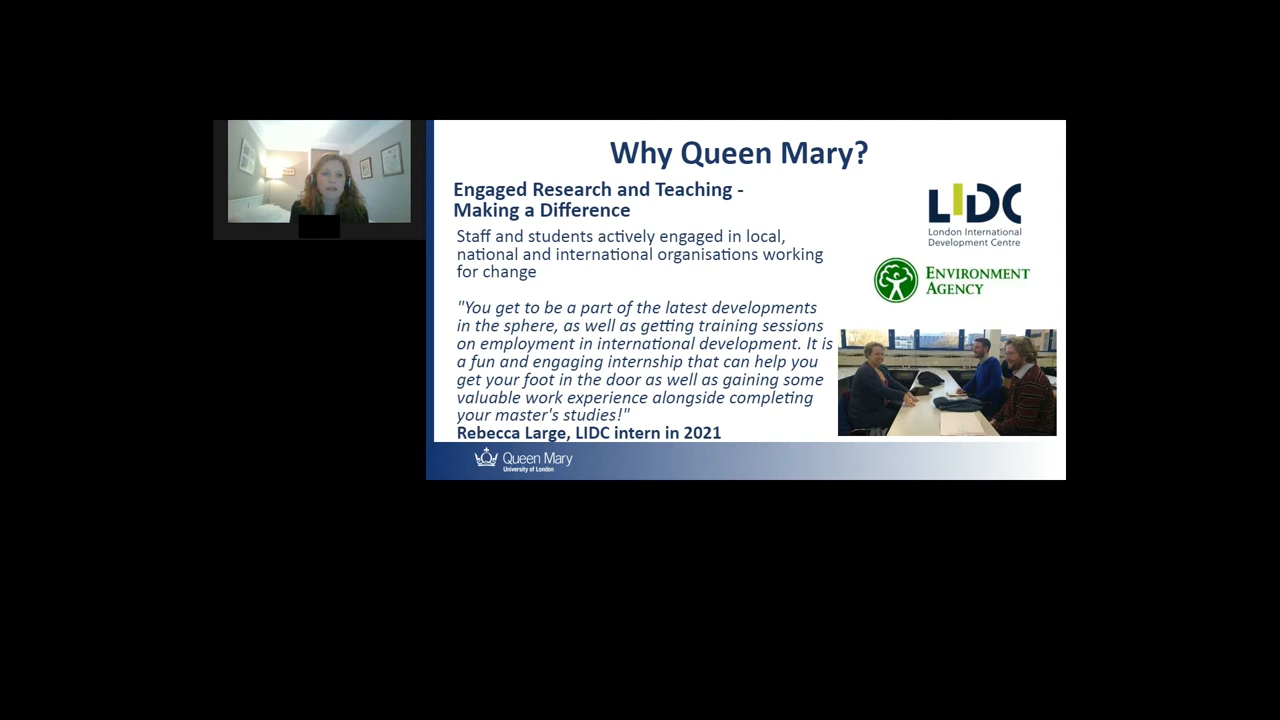 Why Queen Mary?
Engaged Research and Teaching -
Making a Difference
Staff and students actively engaged in local,
national and international organisations working
for change
"You get to be a part of the latest developments
in the sphere, as well as getting training sessions
on employment in international development. It is
a fun and engaging internship that can help you
get your foot in the door as well as gaining some
valuable work experience alongside completing
your master's studies!"
Rebecca Large, LIDC intern in 2021
LIDC
London International
Development Centre
ENVIRONMENT
AGENCY
Queen Mary
University of London